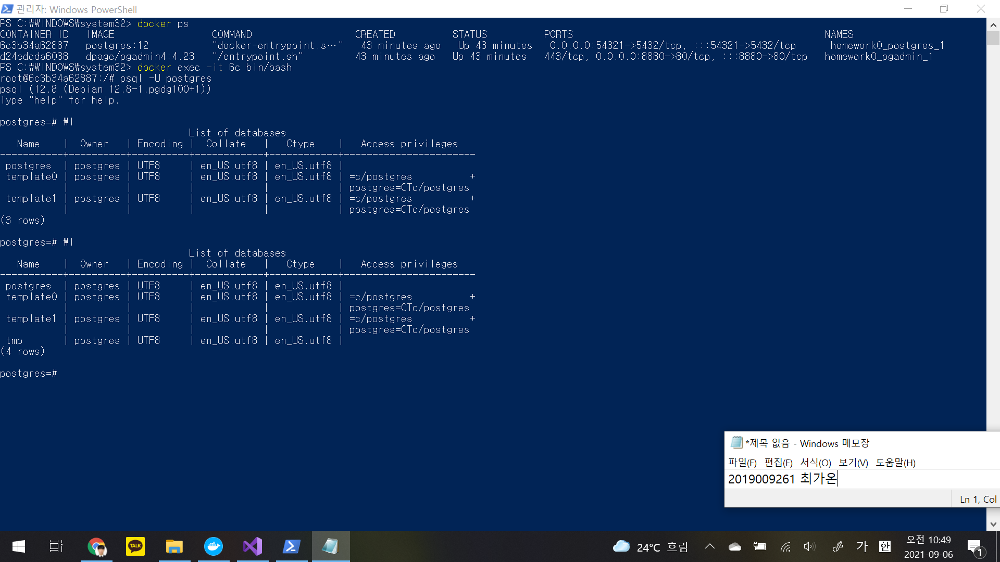 관리자: Windows PowerShell
PS C:₩WINDOWS₩system32> docker ps
CONTAINER ID   IMAGE                 COMMAND                  CREATED          STATUS          PORTS                                            NAMES
6c3b34a62887   postgres:12           "docker-entrypoint.s…"   43 minutes ago   Up 43 minutes   0.0.0.0:54321->5432/tcp, :::54321->5432/tcp      homework0_postgres_1
d24edcda6038   dpage/pgadmin4:4.23   "/entrypoint.sh"         43 minutes ago   Up 43 minutes   443/tcp, 0.0.0.0:8880->80/tcp, :::8880->80/tcp   homework0_pgadmin_1
PS C:₩WINDOWS₩system32> docker exec -it 6c bin/bash
root@6c3b34a62887:/# psql -U postgres
psql (12.8 (Debian 12.8-1.pgdg100+1))
Type "help" for help.
postgres=# ₩l
List of databases
Name    |  Owner   | Encoding |  Collate   |   Ctype    |   Access privileges
-----------+----------+----------+------------+------------+-----------------------
postgres  | postgres | UTF8     | en_US.utf8 | en_US.utf8 |
template0 | postgres | UTF8     | en_US.utf8 | en_US.utf8 | =c/postgres          +
|          |          |            |            | postgres=CTc/postgres
template1 | postgres | UTF8     | en_US.utf8 | en_US.utf8 | =c/postgres          +
|          |          |            |            | postgres=CTc/postgres
(3 rows)
postgres=# ₩l
List of databases
Name    |  Owner   | Encoding |  Collate   |   Ctype    |   Access privileges
-----------+----------+----------+------------+------------+-----------------------
postgres  | postgres | UTF8     | en_US.utf8 | en_US.utf8 |
template0 | postgres | UTF8     | en_US.utf8 | en_US.utf8 | =c/postgres          +
|          |          |            |            | postgres=CTc/postgres
template1 | postgres | UTF8     | en_US.utf8 | en_US.utf8 | =c/postgres          +
|          |          |            |            | postgres=CTc/postgres
tmp       | postgres | UTF8     | en_US.utf8 | en_US.utf8 |
(4 rows)
postgres=#
*제목 없음 - Windows 메모장
파일(F) 편집(E) 서식(O) 보기(V) 도움말(H)
2019009261 최가온
Ln 1, Col
TALK
24°C 흐림
가 한
오전 10:49
2021-09-06
1